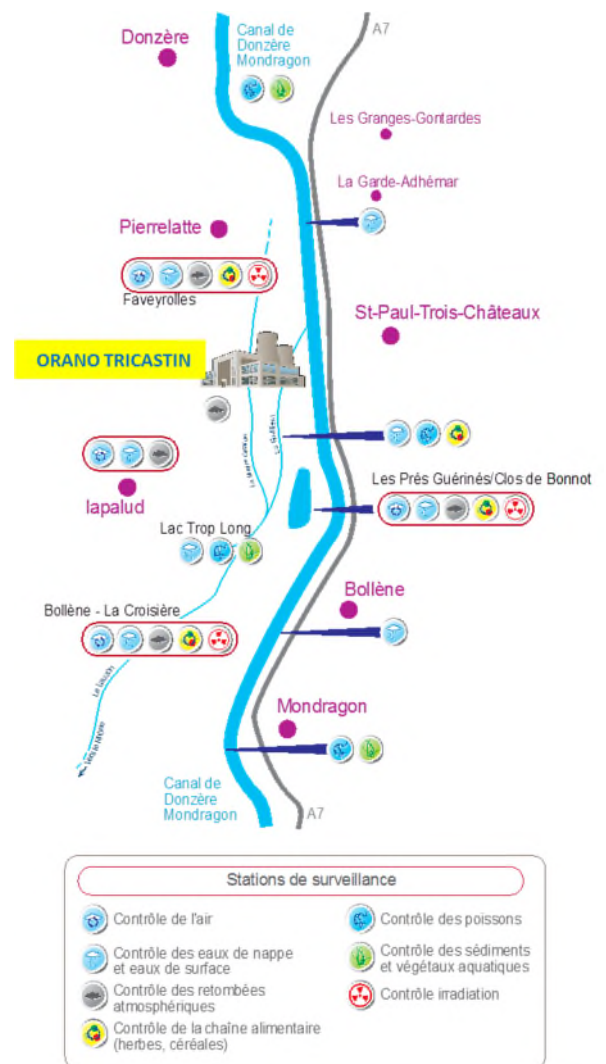 Donzère
Canal de
Donzère
Mondragon
A7
Les Granges-Gontardes
La Garde-Adhémar
Pierrelatte
Faveyrolles
St-Paul-Trois-Châteaux
ORANO TRICASTIN
La Gaffière
lapalud
Les Prés Guérinés/Clos de Bonnot
Lac Trop Long
Bollène
Bollène - La Croisière
Le Lauzon
Mondragon
Canal de
Donzère
Mondragon
A7
Stations de surveillance
Contrôle de l'air
Contrôle des eaux de nappe
et eaux de surface
Contrôle des retombées
atmosphériques
Contrôle de la chaîne alimentaire
(herbes, céréales)
Contrôle des poissons
Contrôle des sédiments
et végétaux aquatiques
Contrôle irradiation